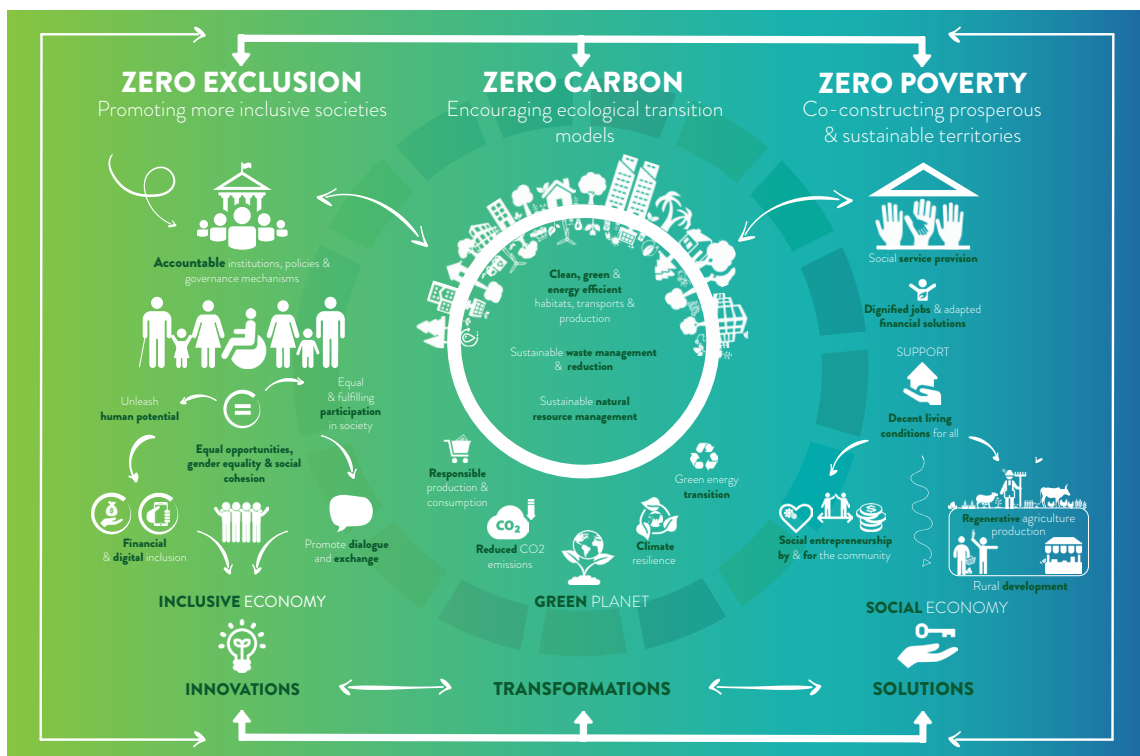 ZERO EXCLUSION
Promoting more inclusive societies
Accountable institutions, policies &
governance mechanisms
Unleash
human potential
=
Equal
& fulfilling
participation
in society
Equal opportunities,
gender equality & social
cohesion
Financial
& digital inclusion
Promote dialogue
and exchange
INCLUSIVE ECONOMY
INNOVATIONS
ZERO CARBON
Encouraging ecological transition
models
Clean, green &
energy efficient
habitats, transports &
production
Sustainable waste management
& reduction
Sustainable natural
resource management
Responsible
production &
consumption
Green energy
transition
CO2
Reduced CO2
emissions
Climate
resilience
GREEN PLANET
TRANSFORMATIONS
ZERO POVERTY
Co-constructing prosperous
& sustainable territories
Social service provision
Dignified jobs & adapted
financial solutions
SUPPORT
Decent living
conditions for all
Social entrepreneurship
by & for the community
Regenerative agriculture
production
Rural development
SOCIAL ECONOMY
SOLUTIONS